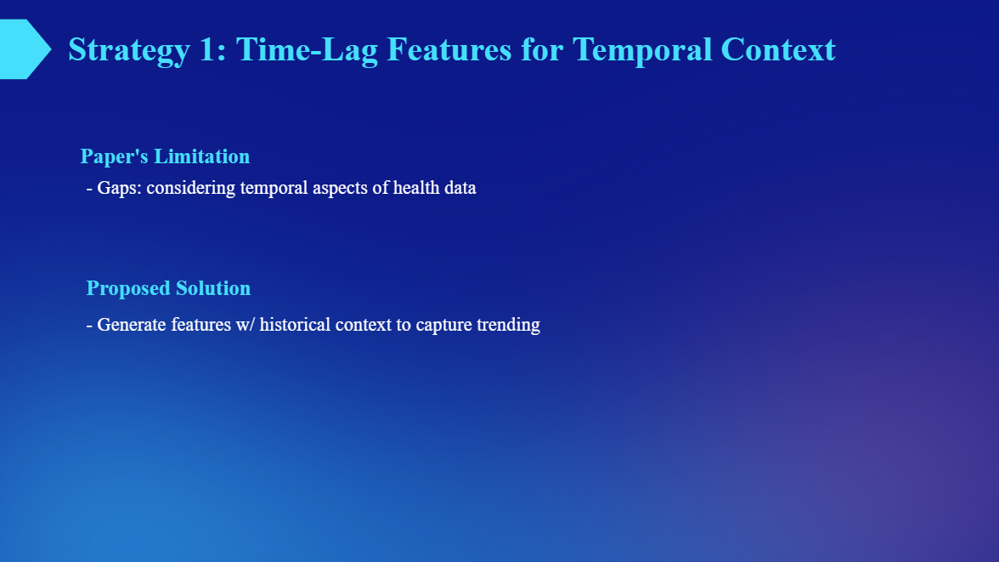 Strategy 1: Time-Lag Features for Temporal Context
Paper's Limitation
- Gaps: considering temporal aspects of health data
Proposed Solution
- Generate features w/ historical context to capture trending